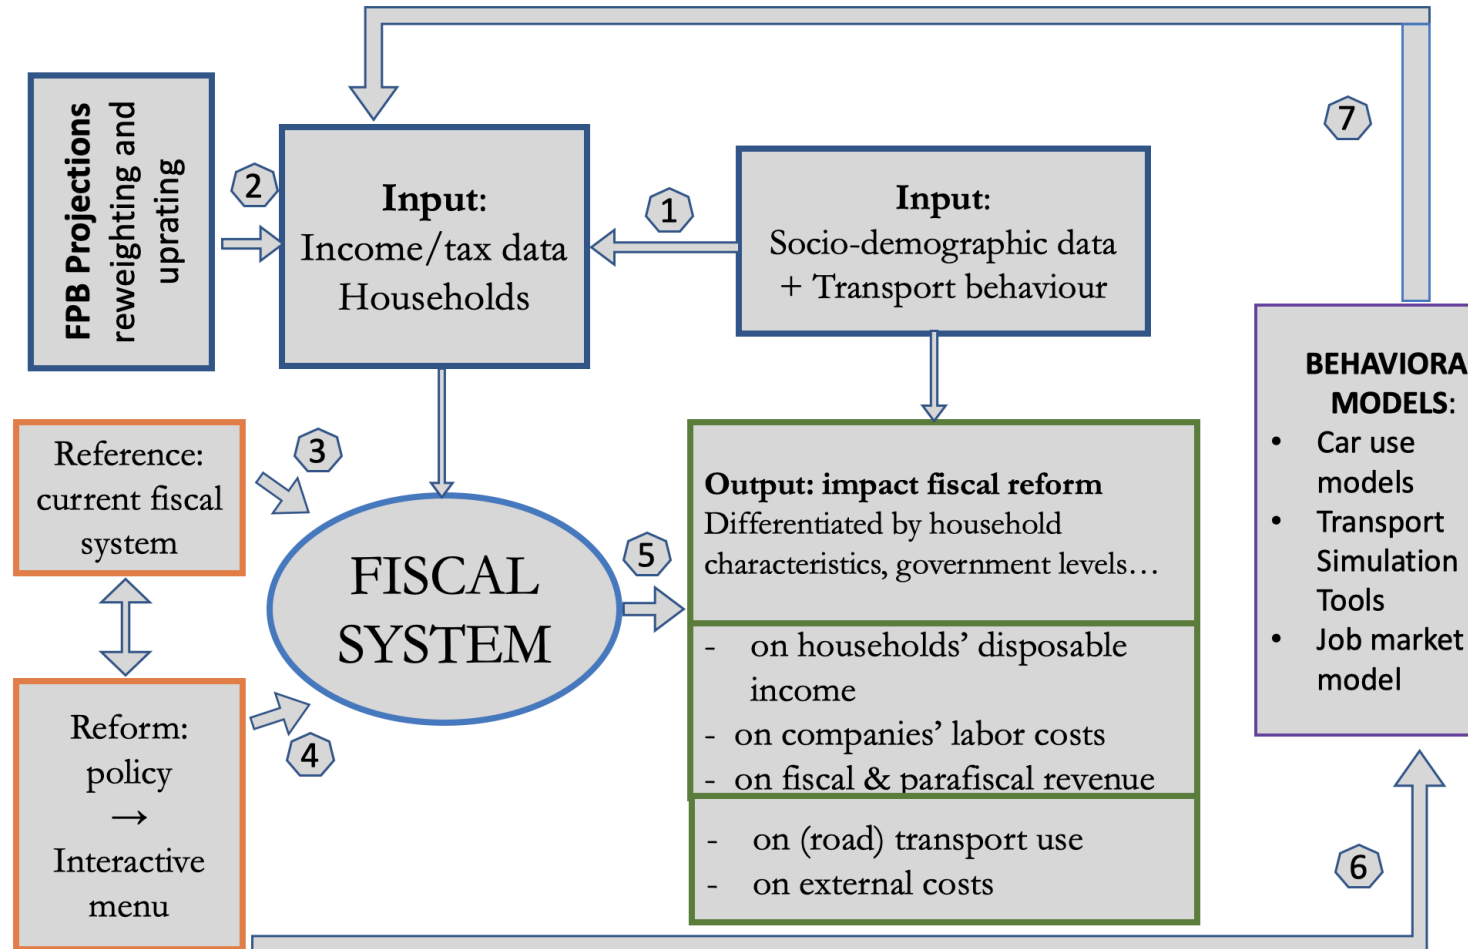 FPB Projections
reweighting and
uprating
2
Input:
Income/tax data
Households
1
Input:
Socio-demographic data
+ Transport behaviour
7
Reference:
current fiscal
system
3
FISCAL
SYSTEM
Reform:
policy
→
Interactive
menu
4
5
Output: impact fiscal reform
Differentiated by household
characteristics, government levels…
- on households’ disposable
income
- on companies’ labor costs
- on fiscal & parafiscal revenue
- on (road) transport use
- on external costs
BEHAVIORA
MODELS:
• Car use
models
• Transport
Simulation
Tools
• Job market
model
6